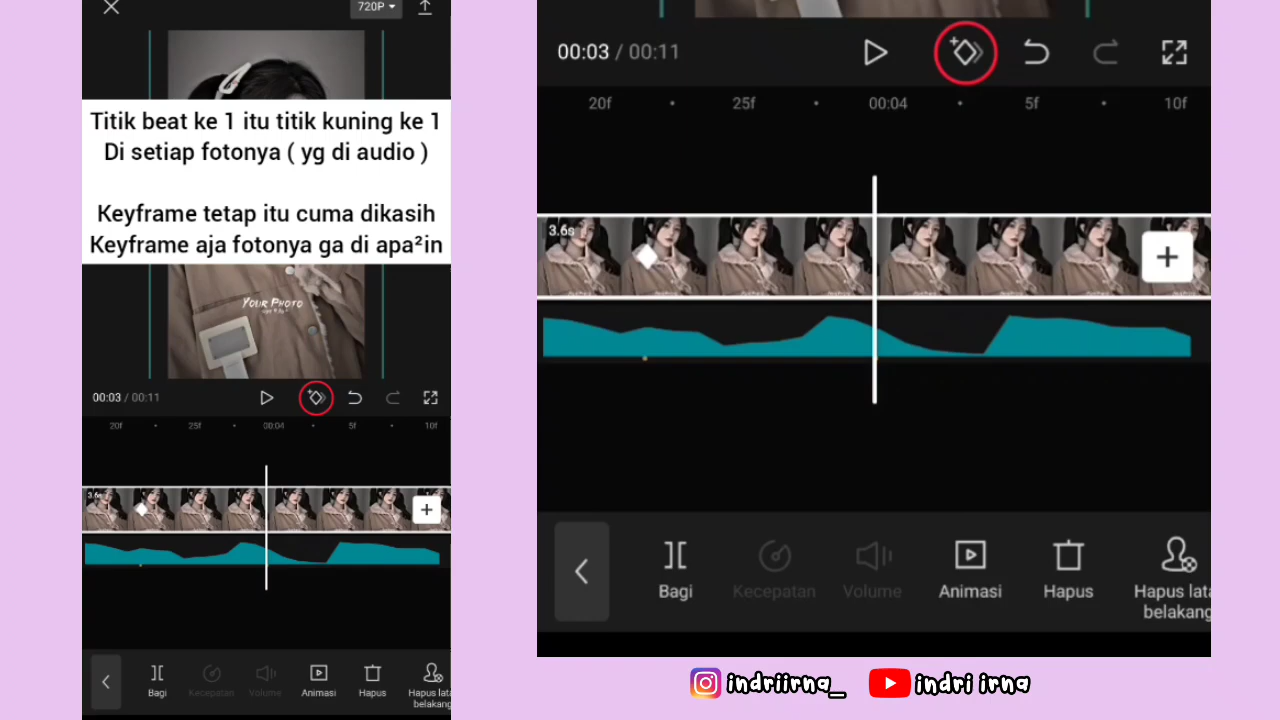 720P
Titik beat ke 1 itu titik kuning ke 1
Di setiap fotonya ( yg di audio )
Keyframe tetap itu cuma dikasih
Keyframe aja fotonya ga di apa²in
YOUR PHOTO
00:03 / 00:11
20f 25f 00:04 5f 10f
3.6s
Bagi Kecepatan Volume Animasi Hapus Hapus lata
belakang
00:03 / 00:11
20f 25f 00:04 5f 10f
3.6s
Bagi Kecepatan Volume Animasi Hapus Hapus lata
belakang
indriirna_ indri irna